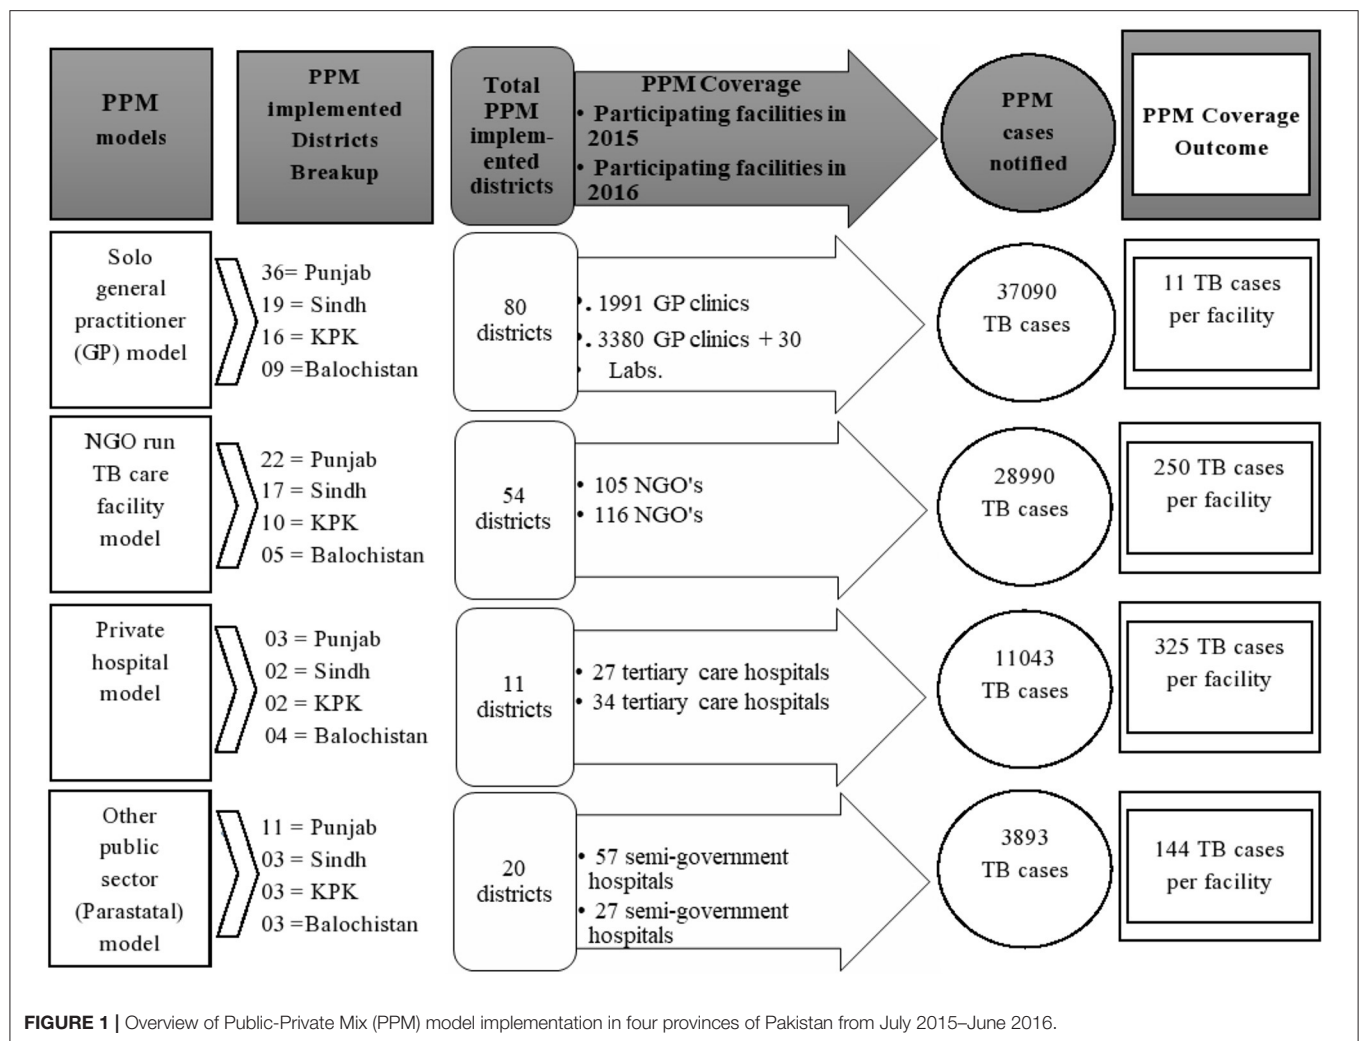 PPM
models
PPM
implemented
Districts
Breakup
Total
PPM
implem-
ented
districts
PPM Coverage
• Participating facilities in
2015
• Participating facilities in
2016
PPM
cases
notified
PPM Coverage
Outcome
Solo
general
practitioner
(GP) model
36= Punjab
19 = Sindh
16 = KPK
09 =Balochistan
80
districts
•. 1991 GP clinics
•. 3380 GP clinics + 30
• Labs.
37090
TB cases
11 TB cases
per facility
NGO run
TB care
facility
model
22 = Punjab
17 = Sindh
10 = KPK
05 = Balochistan
54
districts
• 105 NGO's
• 116 NGO's
28990
TB cases
250 TB cases
per facility
Private
hospital
model
03 = Punjab
02 = Sindh
02 = KPK
04 = Balochistan
11
districts
• 27 tertiary care hospitals
• 34 tertiary care hospitals
11043
TB cases
325 TB cases
per facility
Other
public
sector
(Parastatal)
model
11 = Punjab
03 = Sindh
03 = KPK
03 =Balochistan
20
districts
• 57 semi-government
hospitals
• 27 semi-government
hospitals
3893
TB cases
144 TB cases
per facility
FIGURE 1 | Overview of Public-Private Mix (PPM) model implementation in four provinces of Pakistan from July 2015–June 2016.